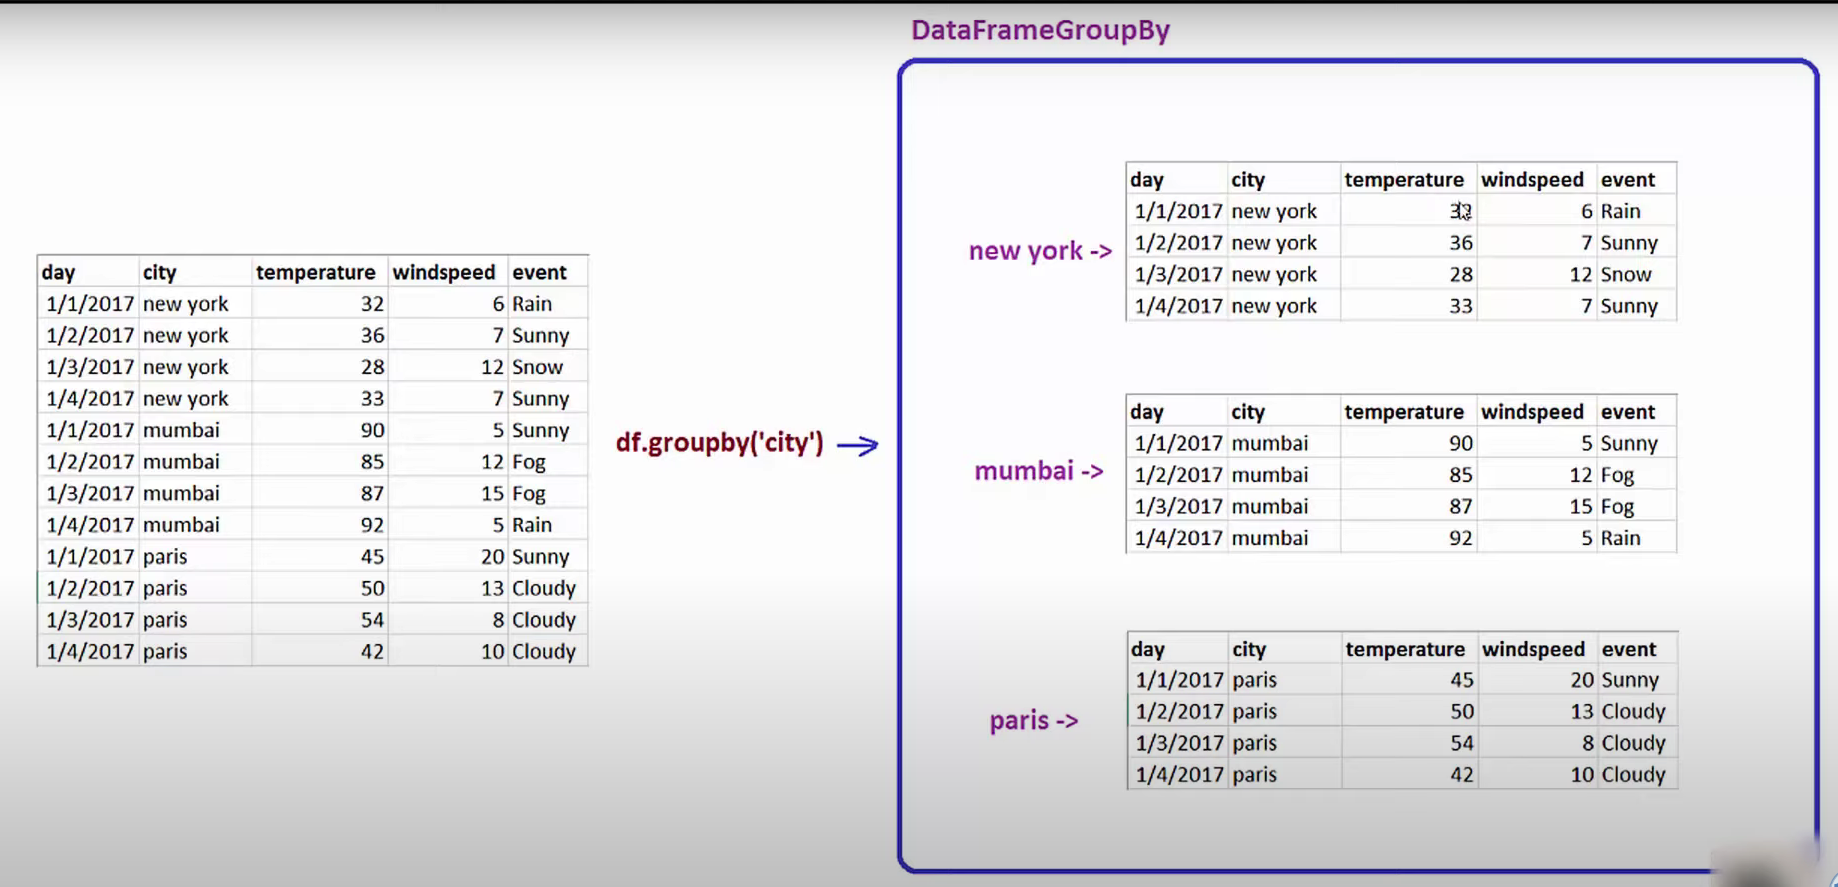 DataFrameGroupBy
day city temperature windspeed event
1/1/2017 new york 32 6 Rain
1/2/2017 new york 36 7 Sunny
1/3/2017 new york 28 12 Snow
1/4/2017 new york 33 7 Sunny
1/1/2017 mumbai 90 5 Sunny
1/2/2017 mumbai 85 12 Fog
1/3/2017 mumbai 87 15 Fog
1/4/2017 mumbai 92 5 Rain
1/1/2017 paris 45 20 Sunny
1/2/2017 paris 50 13 Cloudy
1/3/2017 paris 54 8 Cloudy
1/4/2017 paris 42 10 Cloudy
df.groupby('city')
new york ->
day city temperature windspeed event
1/1/2017 new york 32 6 Rain
1/2/2017 new york 36 7 Sunny
1/3/2017 new york 28 12 Snow
1/4/2017 new york 33 7 Sunny
mumbai ->
day city temperature windspeed event
1/1/2017 mumbai 90 5 Sunny
1/2/2017 mumbai 85 12 Fog
1/3/2017 mumbai 87 15 Fog
1/4/2017 mumbai 92 5 Rain
paris ->
day city temperature windspeed event
1/1/2017 paris 45 20 Sunny
1/2/2017 paris 50 13 Cloudy
1/3/2017 paris 54 8 Cloudy
1/4/2017 paris 42 10 Cloudy